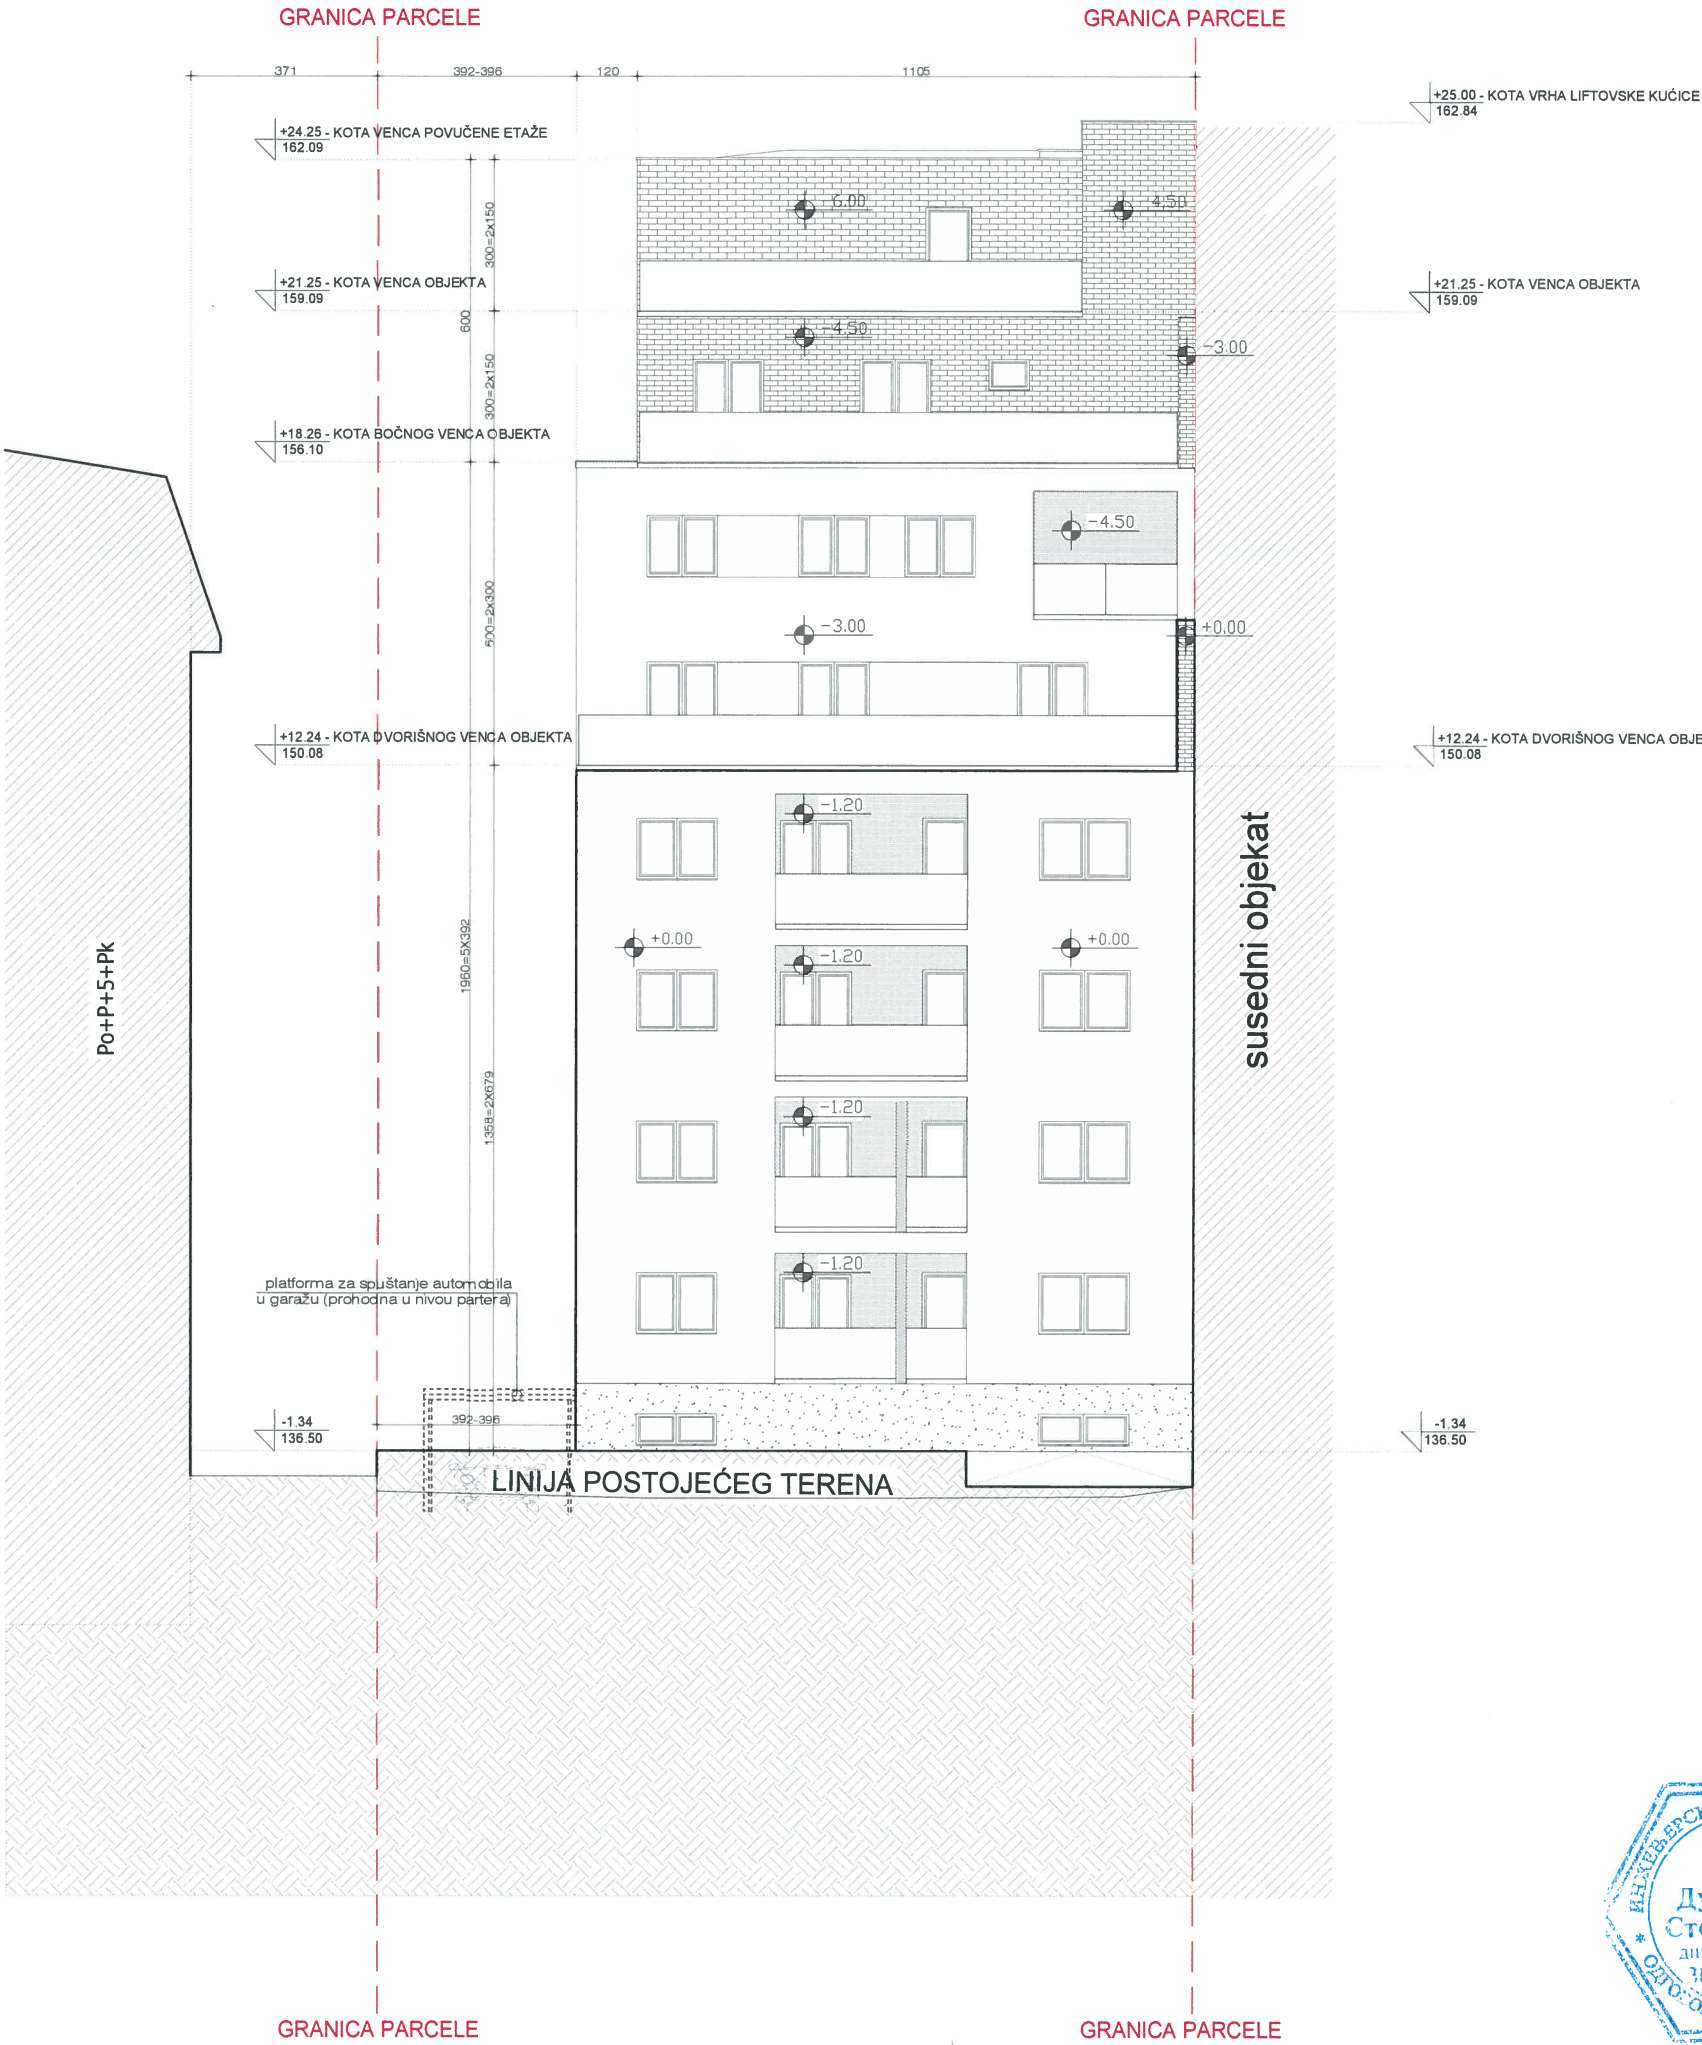 GRANICA PARCELE
GRANICA PARCELE
371
392-396
120
1105
+25.00 - KOTA VRHA LIFTOVSKE KUĆICE
162.84
+24.25 - KOTA VENCA POVUČENE ETAŽE
162.09
6.00
4.50
300=2x150
+21.25 - KOTA VENCA OBJEKTA
159.09
+21.25 - KOTA VENCA OBJEKTA
159.09
600
-4.50
-3.00
300=2x150
+18.26 - KOTA BOČNOG VENCA OBJEKTA
156.10
-4.50
600=2x300
-3.00
+0.00
+12.24 - KOTA DVORIŠNOG VENCA OBJEKTA
150.08
+12.24 - KOTA DVORIŠNOG VENCA OBJE
150.08
-1.20
susedni objekat
Po+P+5+Pk
1960=5X392
+0.00
+0.00
-1.20
1358=2X679
-1.20
-1.20
platforma za spuštanje automobila
u garažu (prohodna u nivou partera)
392-396
-1.34
136.50
-1.34
136.50
LINIJA POSTOJEĆEG TERENA
GRANICA PARCELE
GRANICA PARCELE